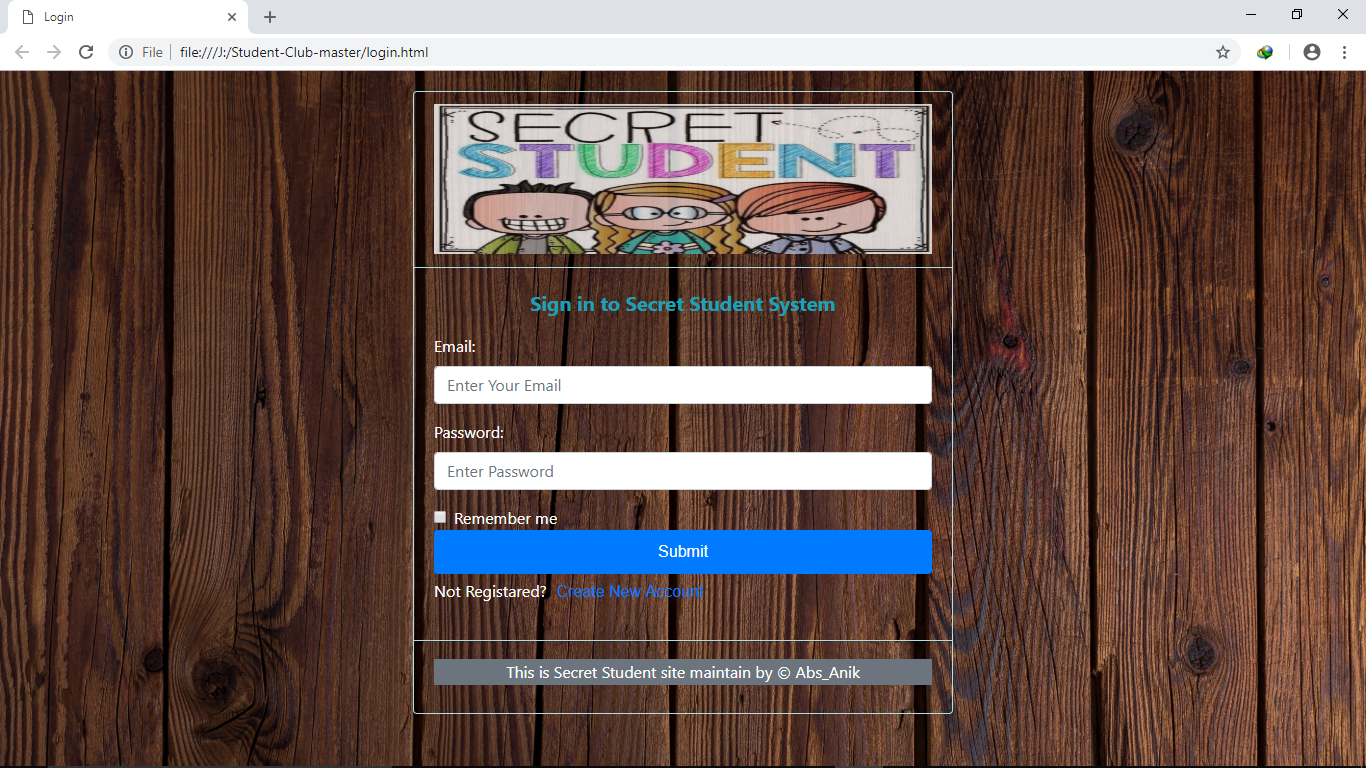 Login
File file:///J:/Student-Club-master/login.html
SECRET
STUDENT
Sign in to Secret Student System
Email:
Enter Your Email
Password:
Enter Password
Remember me
Submit
Not Registared? Create New Account
This is Secret Student site maintain by © Abs_Anik